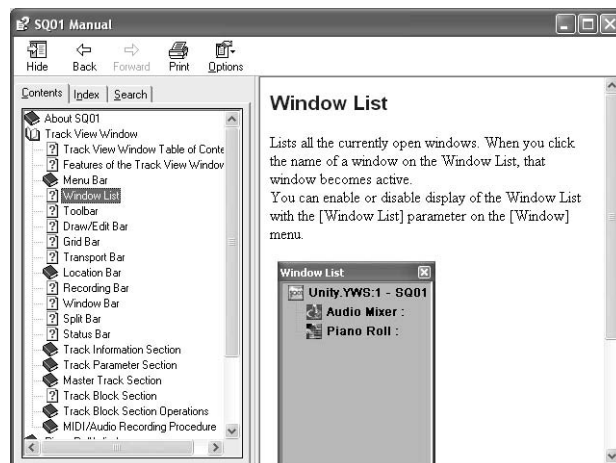 SQ01 Manual
Hide Back Forward Print Options
Contents Index Search
About SQ01
Track View Window
Track View Window Table of Conte
Features of the Track View Window
Menu Bar
Window List
Toolbar
Draw/Edit Bar
Grid Bar
Transport Bar
Location Bar
Recording Bar
Window Bar
Split Bar
Status Bar
Track Information Section
Track Parameter Section
Master Track Section
Track Block Section
Track Block Section Operations
MIDI/Audio Recording Procedure
Window List
Lists all the currently open windows. When you click
the name of a window on the Window List, that
window becomes active.
You can enable or disable display of the Window List
with the [Window List] parameter on the [Window]
menu.
Window List
Unity.YWS:1 - SQ01
Audio Mixer :
Piano Roll :